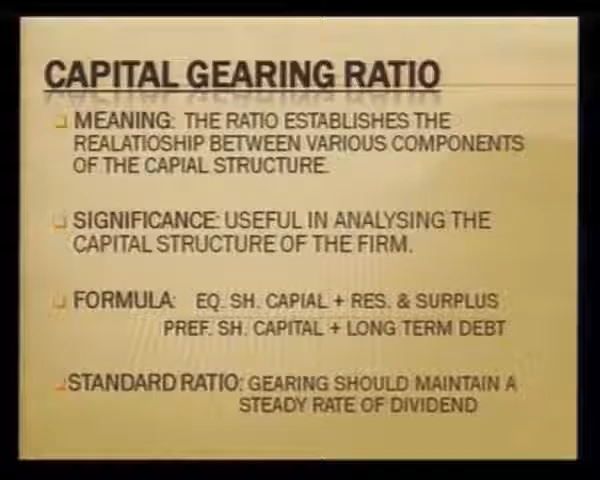 CAPITAL GEARING RATIO
MEANING: THE RATIO ESTABLISHES THE
REALATIOSHIP BETWEEN VARIOUS COMPONENTS
OF THE CAPIAL STRUCTURE.
SIGNIFICANCE: USEFUL IN ANALYSING THE
CAPITAL STRUCTURE OF THE FIRM.
FORMULA: EQ. SH. CAPIAL + RES. & SURPLUS
PREF. SH. CAPITAL + LONG TERM DEBT
STANDARD RATIO: GEARING SHOULD MAINTAIN A
STEADY RATE OF DIVIDEND